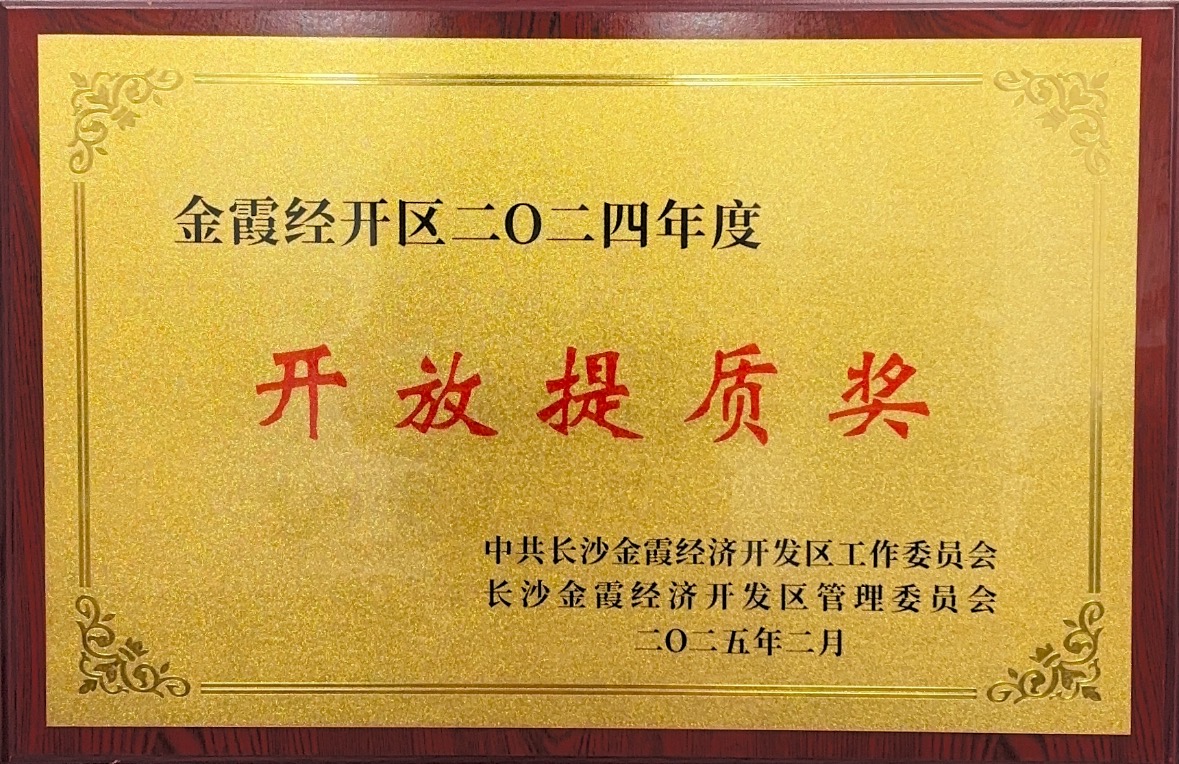 金霞经开区二O二四年度
开放提质奖
中共长沙金霞经济开发区工作委员会
长沙金霞经济开发区管理委员会
二O二五年二月